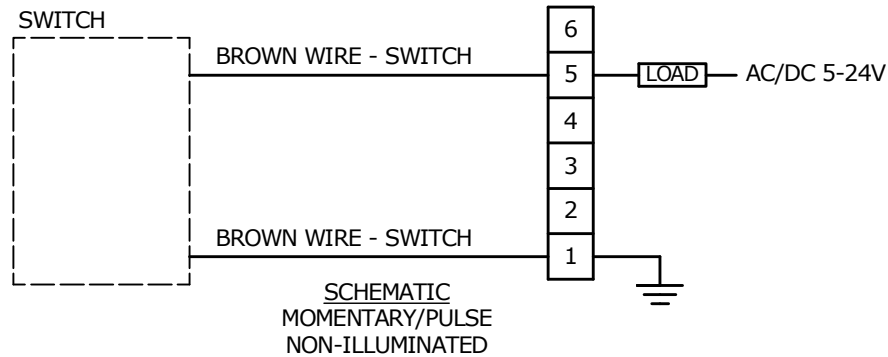 SWITCH
6
BROWN WIRE - SWITCH
5
LOAD
AC/DC 5-24V
4
3
2
BROWN WIRE - SWITCH
1
SCHEMATIC
MOMENTARY/PULSE
NON-ILLUMINATED